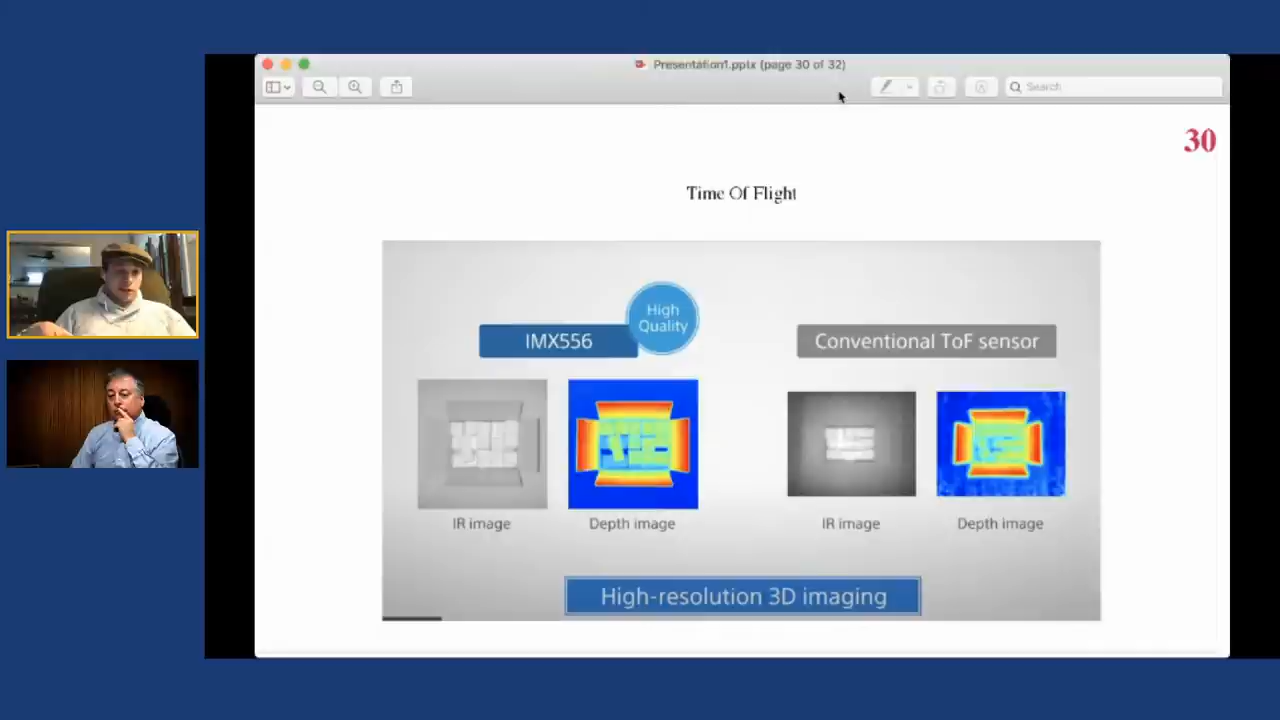 Presentation1.pptx (page 30 of 32)
Search
30
Time Of Flight
High
Quality
IMX556
Conventional ToF sensor
IR image
Depth image
IR image
Depth image
High-resolution 3D imaging